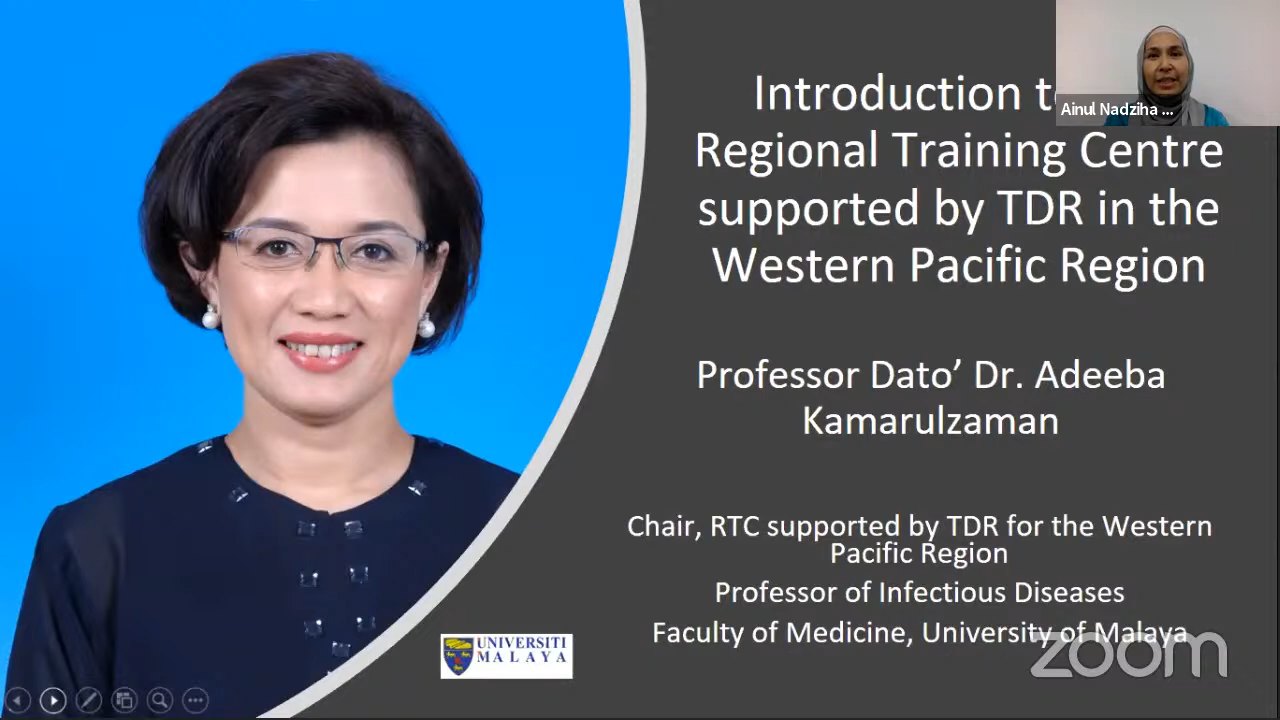 Introduction t
Regional Training Centre
supported by TDR in the
Western Pacific Region
Ainul Nadziha ...
Professor Dato’ Dr. Adeeba
Kamarulzaman
Chair, RTC supported by TDR for the Western
Pacific Region
Professor of Infectious Diseases
Faculty of Medicine, University of Malaya
UNIVERSITI
MALAYA
zoom